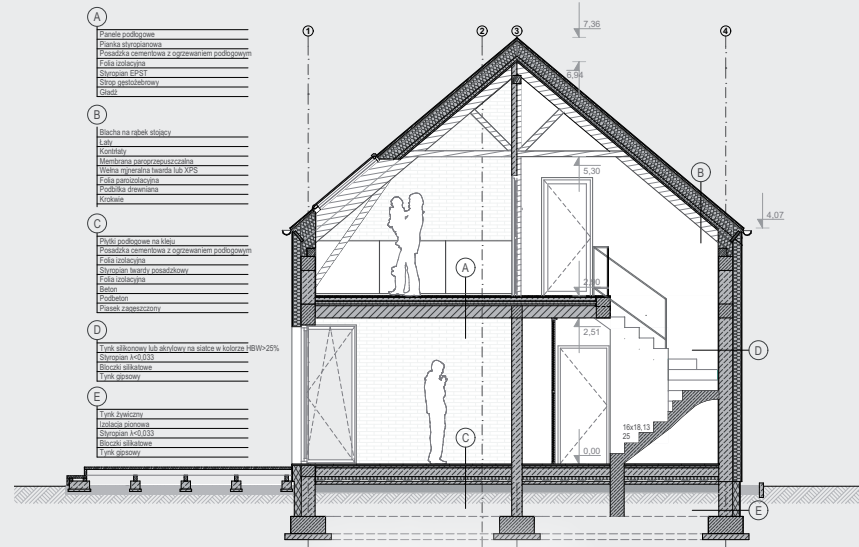 A
Panele podłogowe
Pianka styropianowa
Posadzka cementowa z ogrzewaniem podłogowym
Folia izolacyjna
Styropian EPST
Strop gęstożebrowy
Gładź
B
Blacha na rąbek stojący
Łaty
Kontrłaty
Membrana paroprzepuszczalna
Wełna mineralna twarda lub XPS
Folia paroizolacyjna
Podbitka drewniana
Krokwie
C
Płytki podłogowe na kleju
Posadzka cementowa z ogrzewaniem podłogowym
Folia izolacyjna
Styropian twardy posadzkowy
Folia izolacyjna
Beton
Podbeton
Piasek zagęszczony
D
Tynk silikonowy lub akrylowy na siatce w kolorze HBW>25%
Styropian λ<0,033
Bloczki silikatowe
Tynk gipsowy
E
Tynk żywiczny
Izolacja pionowa
Styropian λ<0,033
Bloczki silikatowe
Tynk gipsowy
1
2
3
4
7,36
6,94
5,30
B
4,07
A
2,90
2,51
D
16x18,13
25
C
0,00
E